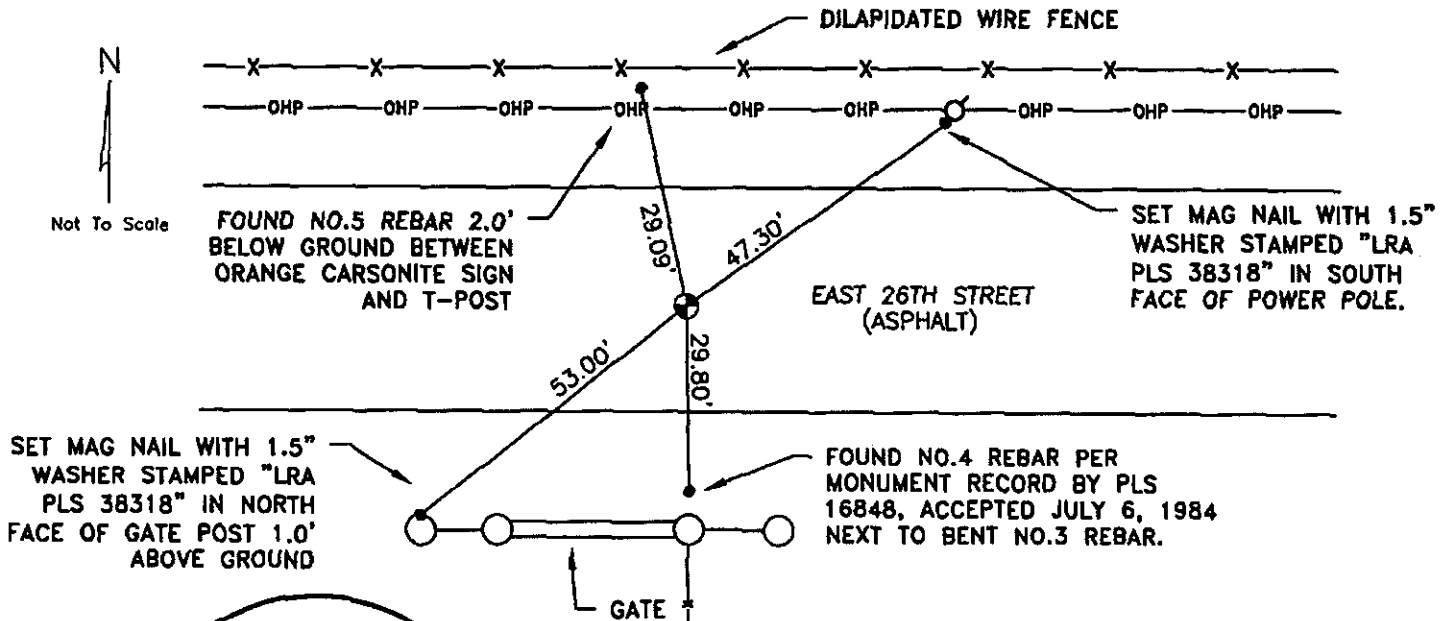 DILAPIDATED WIRE FENCE
N
X X X X X X X X X
OHP OHP OHP OHP OHP OHP OHP OHP OHP
Not To Scale
FOUND NO.5 REBAR 2.0'
BELOW GROUND BETWEEN
ORANGE CARSONITE SIGN
AND T-POST
29.09'
47.30'
SET MAG NAIL WITH 1.5"
WASHER STAMPED "LRA
PLS 38318" IN SOUTH
FACE OF POWER POLE.
EAST 26TH STREET
(ASPHALT)
53.00'
29.80'
SET MAG NAIL WITH 1.5"
WASHER STAMPED "LRA
PLS 38318" IN NORTH
FACE OF GATE POST 1.0'
ABOVE GROUND
FOUND NO.4 REBAR PER
MONUMENT RECORD BY PLS
16848, ACCEPTED JULY 6, 1984
NEXT TO BENT NO.3 REBAR.
GATE
X